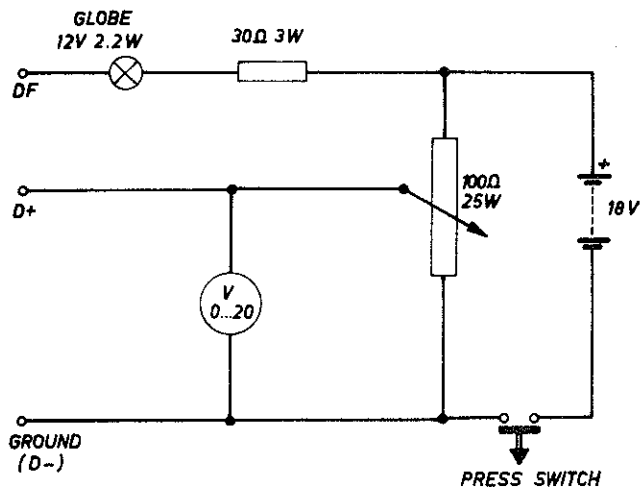 GLOBE
12V 2.2W
30Ω 3W
DF
+
100Ω
25W
18V
D+
V
0...20
GROUND
(D-)
PRESS SWITCH